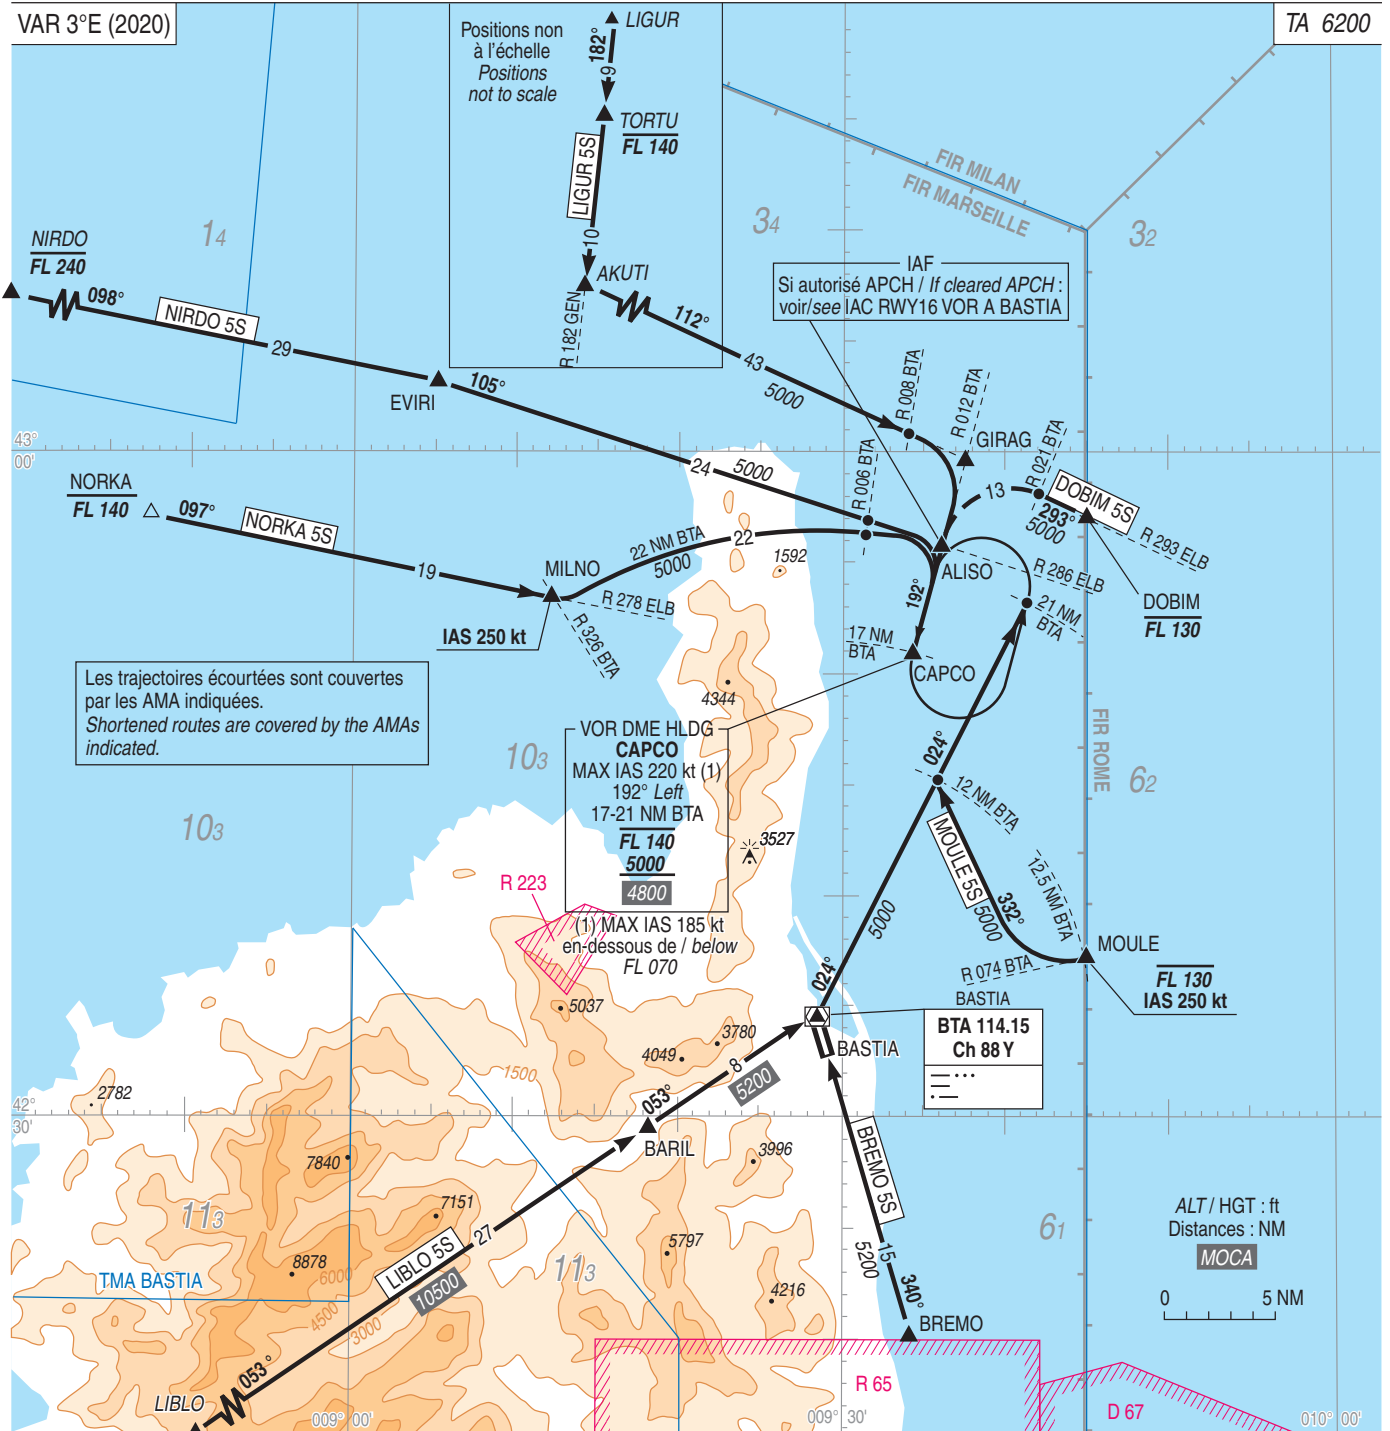 VAR 3°E (2020)
TA 6200
Positions non
à l'échelle
Positions
not to scale
LIGUR
182°
9
TORTU
FL 140
LIGUR 5S
10
AKUTI
R 182 GEN
112°
43
5000
FIR MILAN
FIR MARSEILLE
14
34
32
NIRDO
FL 240
098°
NIRDO 5S
29
EVIRI
105°
24
5000
IAF
Si autorisé APCH / If cleared APCH :
voir/see IAC RWY16 VOR A BASTIA
R 008 BTA
R 012 BTA
GIRAG
R 006 BTA
R 021 BTA
13
DOBIM 5S
293°
5000
R 293 ELB
43°
00'
NORKA
FL 140
097°
NORKA 5S
19
MILNO
22 NM BTA
5000
22
R 278 ELB
R 326 BTA
IAS 250 kt
1592
ALISO
R 286 ELB
192°
21 NM
BTA
DOBIM
FL 130
17 NM
BTA
CAPCO
Les trajectoires écourtées sont couvertes
par les AMA indiquées.
Shortened routes are covered by the AMAs
indicated.
4344
VOR DME HLDG
CAPCO
MAX IAS 220 kt (1)
192° Left
17-21 NM BTA
FL 140
5000
4800
(1) MAX IAS 185 kt
en-dessous de / below
FL 070
103
103
62
FIR ROME
024°
12 NM BTA
MOULE 5S
5000
332°
12.5 NM BTA
3527
R 223
5000
024°
R 074 BTA
MOULE
FL 130
IAS 250 kt
5037
3780
4049
1500
8
5200
BASTIA
BASTIA
BTA 114.15
Ch 88 Y
2782
42°
30'
053°
BARIL
3996
BREMO 5S
15
5200
340°
BREMO
7840
7151
113
27
LIBLO 5S
10500
8878
6000
4500
3000
TMA BASTIA
5797
113
4216
61
ALT / HGT : ft
Distances : NM
MOCA
0
5 NM
R 65
D 67
LIBLO
053°
009° 00'
009° 30'
010° 00'